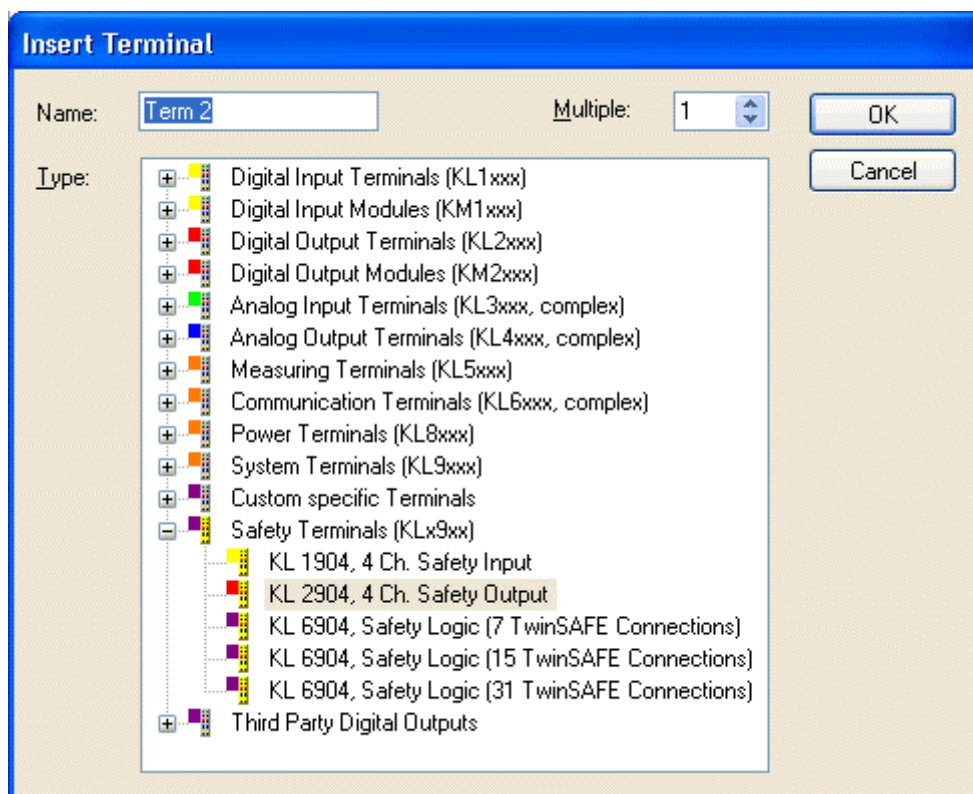 Insert Terminal
Name: Term 2 Multiple: 1 OK
Type: Cancel
Digital Input Terminals (KL1xxx)
Digital Input Modules (KM1xxx)
Digital Output Terminals (KL2xxx)
Digital Output Modules (KM2xxx)
Analog Input Terminals (KL3xxx, complex)
Analog Output Terminals (KL4xxx, complex)
Measuring Terminals (KL5xxx)
Communication Terminals (KL6xxx, complex)
Power Terminals (KL8xxx)
System Terminals (KL9xxx)
Custom specific Terminals
Safety Terminals (KLx9xx)
KL 1904, 4 Ch. Safety Input
KL 2904, 4 Ch. Safety Output
KL 6904, Safety Logic (7 TwinSAFE Connections)
KL 6904, Safety Logic (15 TwinSAFE Connections)
KL 6904, Safety Logic (31 TwinSAFE Connections)
Third Party Digital Outputs